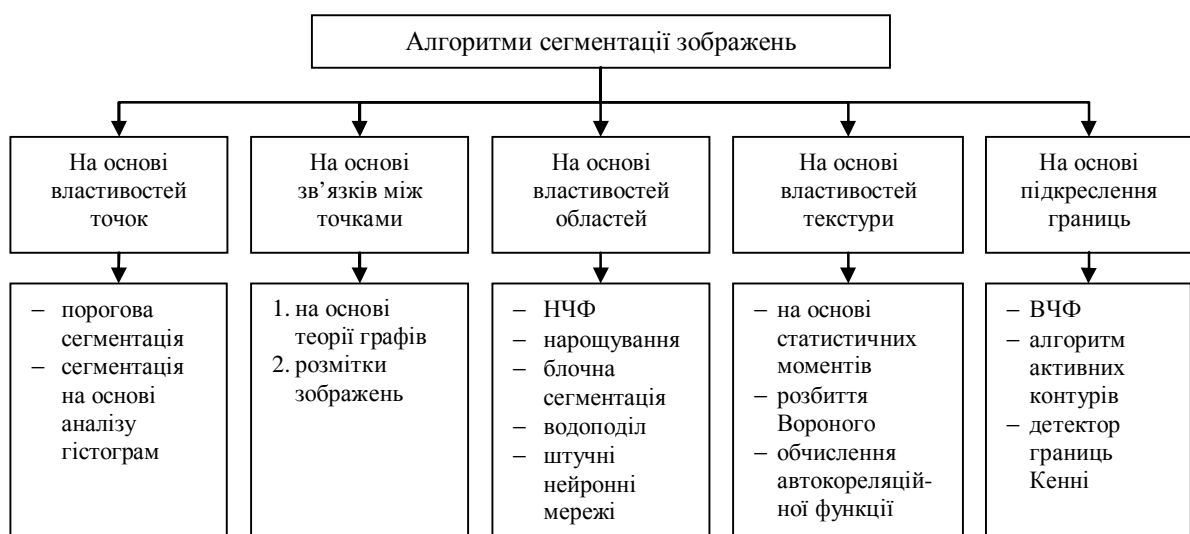 Алгоритми сегментації зображень
На основі
властивостей
точок
На основі
зв’язків між
точками
На основі
властивостей
областей
На основі
властивостей
текстури
На основі
підкреслення
границь
− порогова
сегментація
− сегментація
на основі
аналізу
гістограм
1. на основі
теорії графів
2. розмітки
зображень
− НЧФ
− нарощування
− блочна
сегментація
− водоподіл
− штучні
нейронні
мережі
− на основі
статистичних
моментів
− розбиття
Вороного
− обчислення
автокореляцій-
ної функції
− ВЧФ
− алгоритм
активних
контурів
− детектор
границь
Кенні